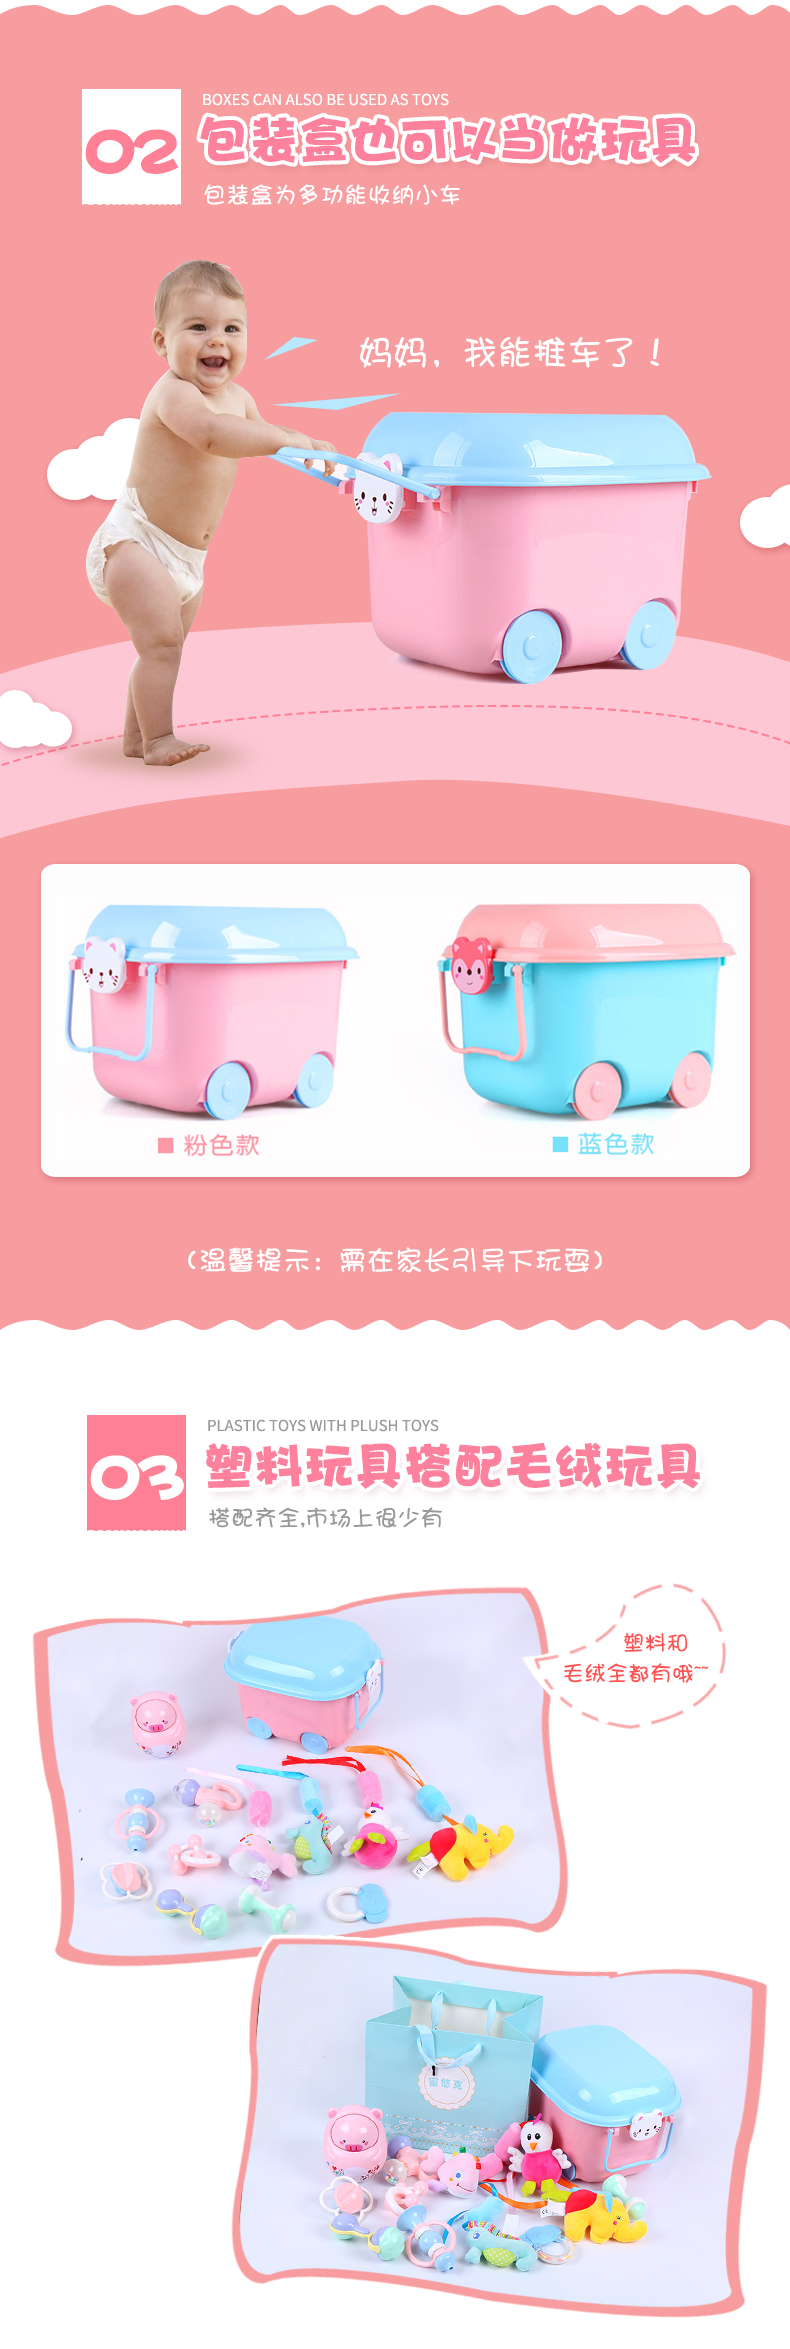 BOXES CAN ALSO BE USED AS TOYS
02
包装盒也可以当做玩具
包装盒为多功能收纳小车
妈妈，我能推车了！
粉色款
蓝色款
（温馨提示：需在家长引导下玩耍）
PLASTIC TOYS WITH PLUSH TOYS
03
塑料玩具搭配毛绒玩具
搭配齐全,市场上很少有
塑料和
毛绒全都有哦~~